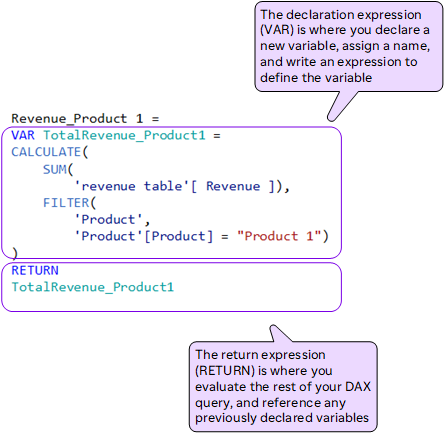 The declaration expression
(VAR) is where you declare a
new variable, assign a name,
and write an expression to
define the variable
Revenue_Product 1 =
VAR TotalRevenue_Product1 =
CALCULATE(
    SUM(
        'revenue table'[ Revenue ]),
    FILTER(
        'Product',
        'Product'[Product] = "Product 1")
)
RETURN
TotalRevenue_Product1
The return expression
(RETURN) is where you
evaluate the rest of your DAX
query, and reference any
previously declared variables